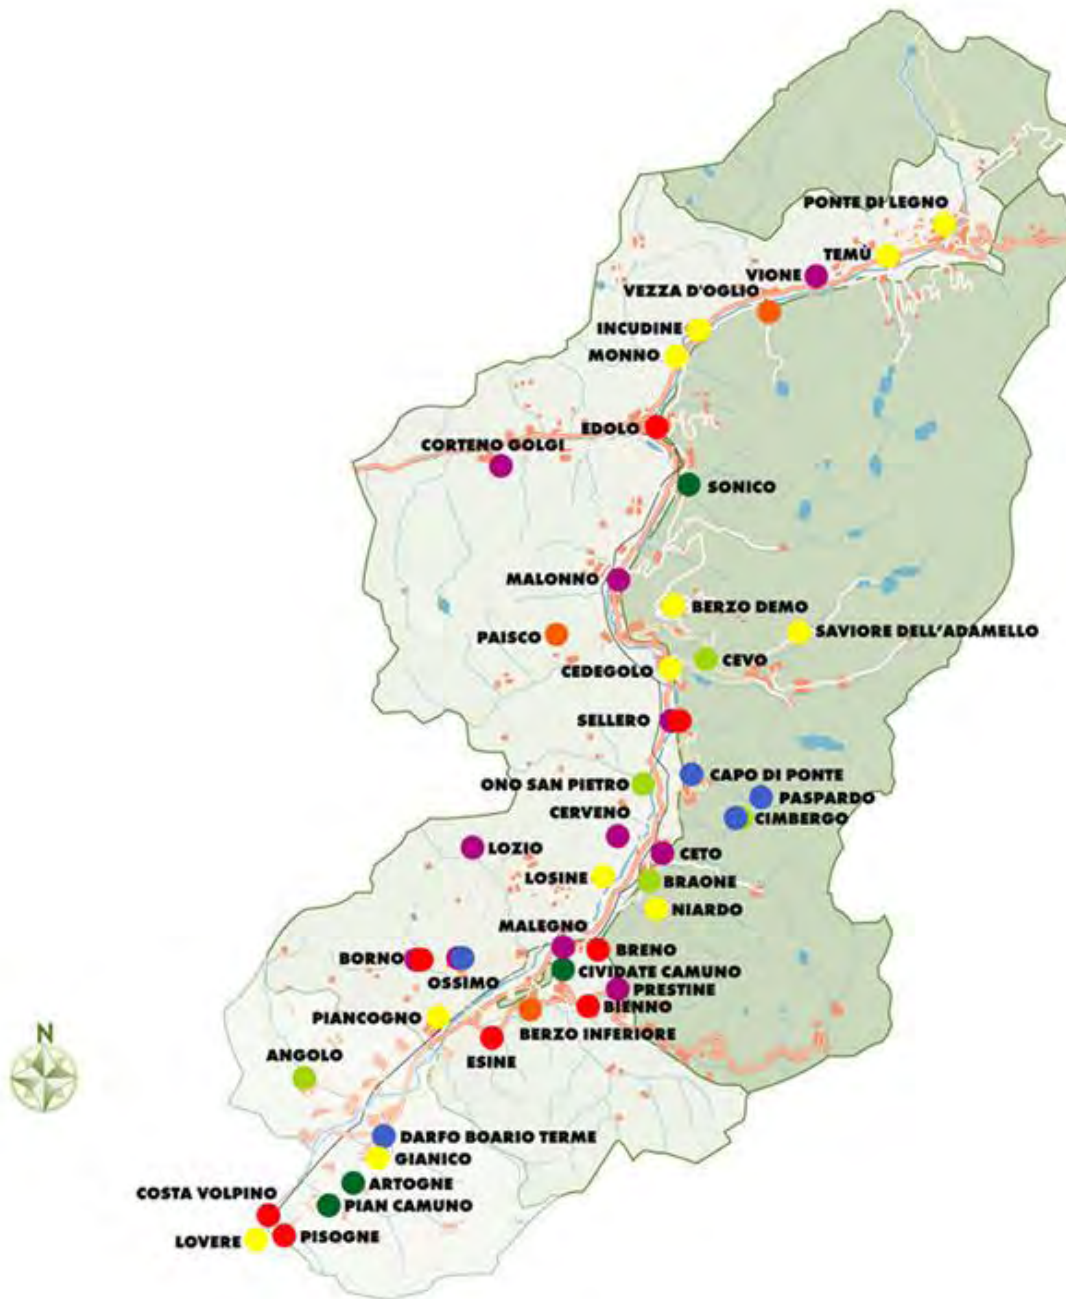 PONTE DI LEGNO
TEMÙ
VIONE
VEZZA D'OGLIO
INCUDINE
MONNO
EDOLO
CORTENO GOLGI
SONICO
MALONNO
BERZO DEMO
SAVIORE DELL'ADAMELLO
PAISCO
CEVO
CEDEGOLO
SELLERO
CAPO DI PONTE
ONO SAN PIETRO
PASPARDO
CIMBERGO
CERVENO
LOZIO
CETO
LOSINE
BRAONE
NIARDO
MALEGNO
BRENO
BORNO
CIVIDATE CAMUNO
OSSIMO
PRESTINE
BIENNO
PIANCOGNO
BERZO INFERIORE
ESINE
N
ANGOLO
DARFO BOARIO TERME
GIANICO
ARTOGNE
COSTA VOLPINO
PIAN CAMUNO
PISOGNE
LOVERE